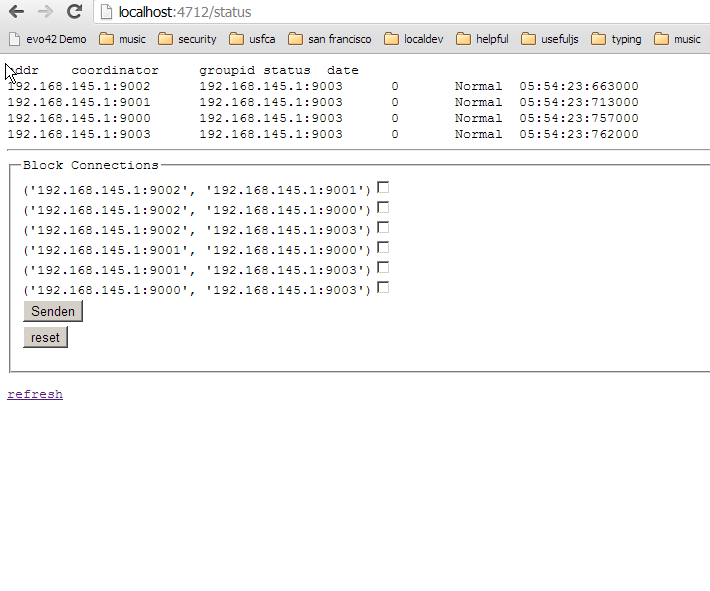 localhost:4712/status
evo42 Demo music security usfca san francisco localdev helpful usefuljs typing music
ddr coordinator groupid status date
192.168.145.1:9002 192.168.145.1:9003 0 Normal 05:54:23:663000
192.168.145.1:9001 192.168.145.1:9003 0 Normal 05:54:23:713000
192.168.145.1:9000 192.168.145.1:9003 0 Normal 05:54:23:757000
192.168.145.1:9003 192.168.145.1:9003 0 Normal 05:54:23:762000
Block Connections
('192.168.145.1:9002', '192.168.145.1:9001')
('192.168.145.1:9002', '192.168.145.1:9000')
('192.168.145.1:9002', '192.168.145.1:9003')
('192.168.145.1:9001', '192.168.145.1:9000')
('192.168.145.1:9001', '192.168.145.1:9003')
('192.168.145.1:9000', '192.168.145.1:9003')
Senden
reset
refresh